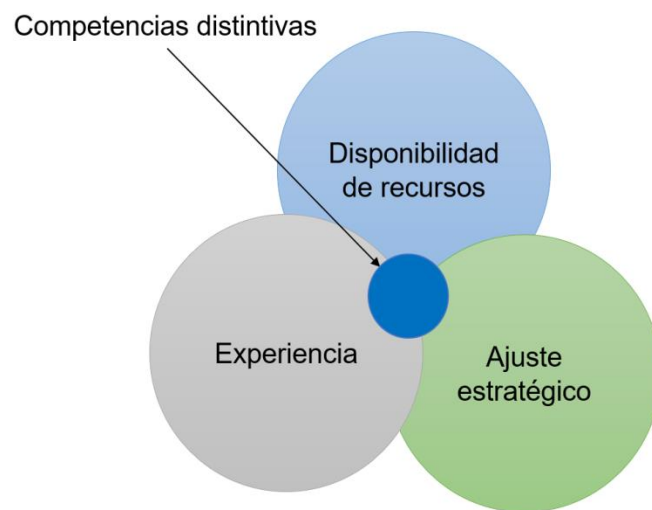 Competencias distintivas
Disponibilidad
de recursos
Experiencia
Ajuste
estratégico